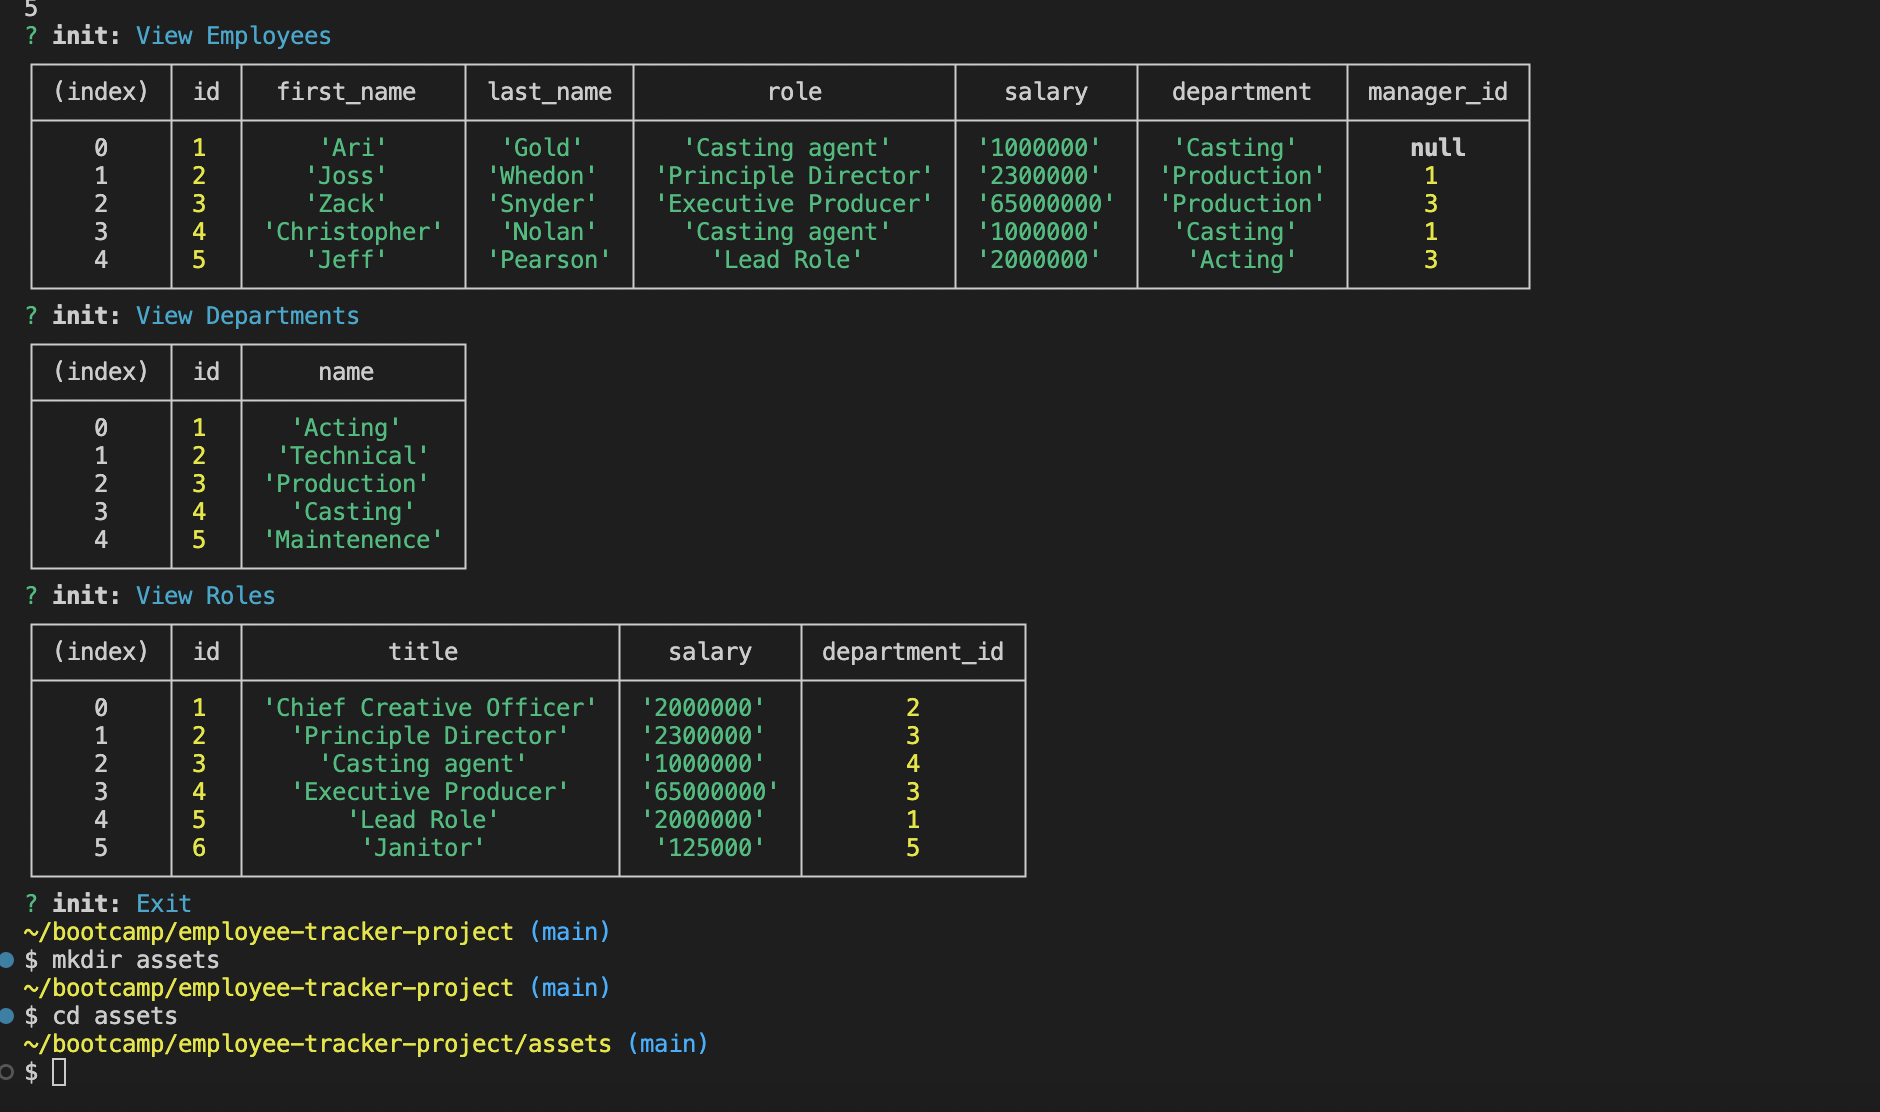 5
? init: View Employees
(index) id first_name last_name role salary department manager_id
0 1 'Ari' 'Gold' 'Casting agent' '1000000' 'Casting' null
1 2 'Joss' 'Whedon' 'Principle Director' '2300000' 'Production' 1
2 3 'Zack' 'Snyder' 'Executive Producer' '65000000' 'Production' 3
3 4 'Christopher' 'Nolan' 'Casting agent' '1000000' 'Casting' 1
4 5 'Jeff' 'Pearson' 'Lead Role' '2000000' 'Acting' 3
? init: View Departments
(index) id name
0 1 'Acting'
1 2 'Technical'
2 3 'Production'
3 4 'Casting'
4 5 'Maintenence'
? init: View Roles
(index) id title salary department_id
0 1 'Chief Creative Officer' '2000000' 2
1 2 'Principle Director' '2300000' 3
2 3 'Casting agent' '1000000' 4
3 4 'Executive Producer' '65000000' 3
4 5 'Lead Role' '2000000' 1
5 6 'Janitor' '125000' 5
? init: Exit
~/bootcamp/employee-tracker-project (main)
$ mkdir assets
~/bootcamp/employee-tracker-project (main)
$ cd assets
~/bootcamp/employee-tracker-project/assets (main)
$